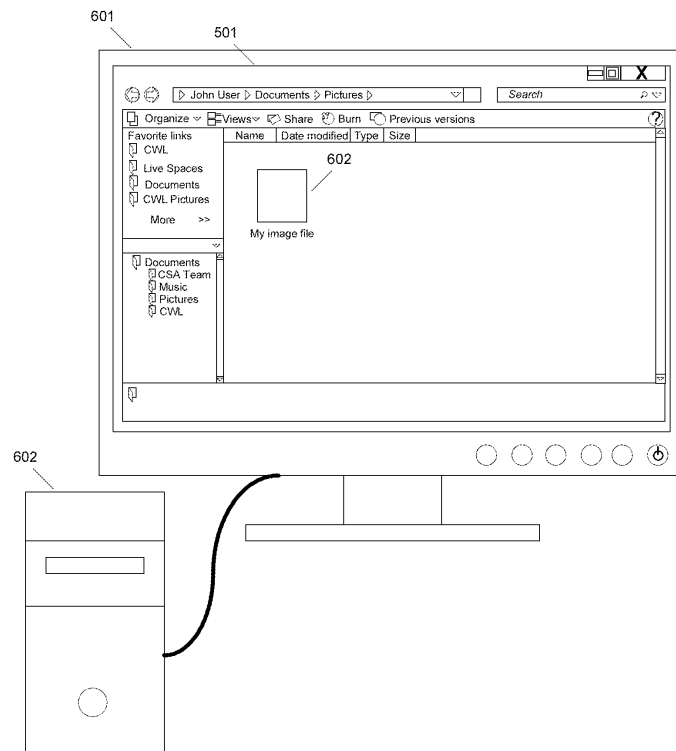 601
501
X
John User Documents Pictures
Search
Organize Views Share Burn Previous versions ?
Favorite links
Name Date modified Type Size
CWL
Live Spaces
Documents
CWL Pictures
More >>
602
My image file
Documents
CSA Team
Music
Pictures
CWL
602